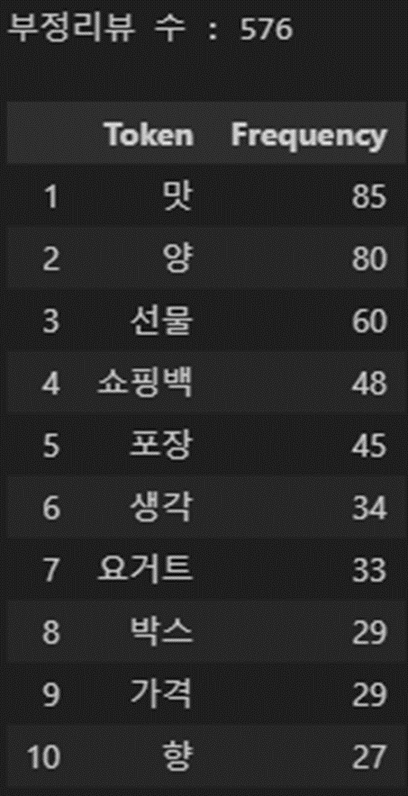 부정리뷰 수 : 576
Token Frequency
1 맛 85
2 양 80
3 선물 60
4 쇼핑백 48
5 포장 45
6 생각 34
7 요거트 33
8 박스 29
9 가격 29
10 향 27